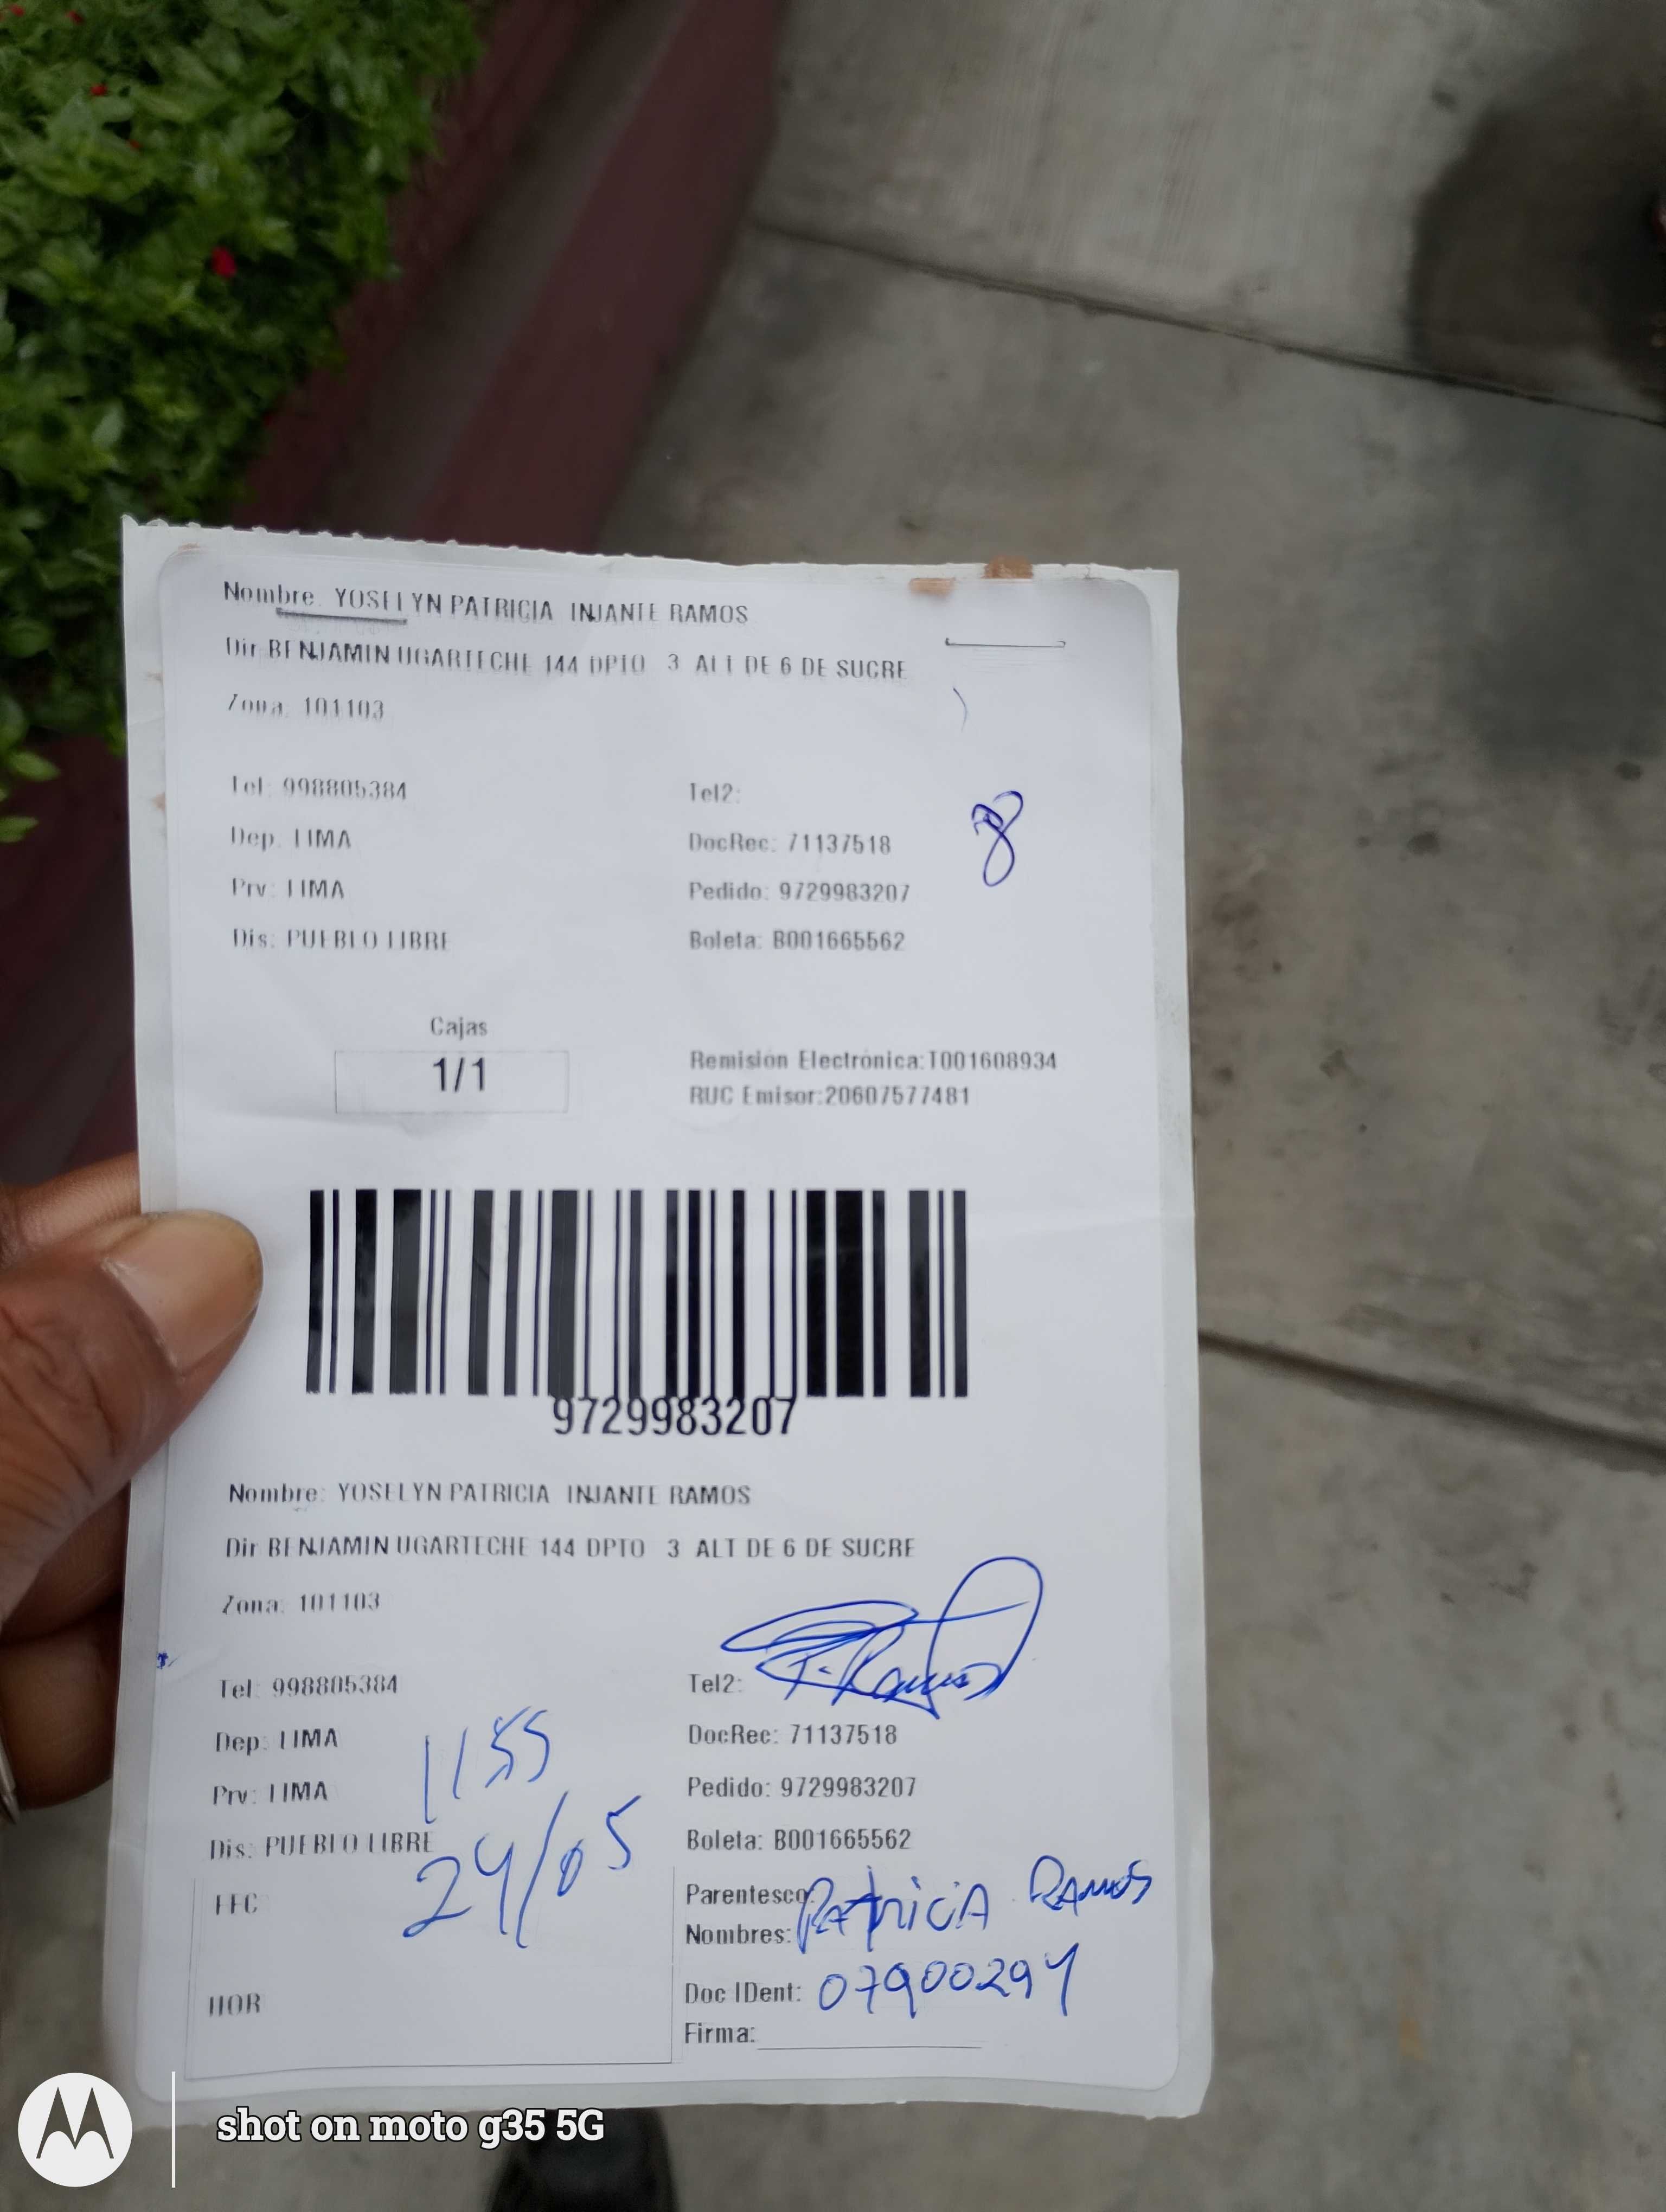 Nombre: YOSELYN PATRICIA INJANTE RAMOS
Dir BENJAMIN UGARTECHE 144 DPTO 3 ALT DE 6 DE SUCRE
Zona: 101103
Tel: 998805384 Tel2:
Dep: LIMA DocRec: 71137518
8
Prv: LIMA Pedido: 9729983207
Dis: PUEBLO LIBRE Boleta: B001665562
Cajas
1/1
Remisión Electrónica:T001608934
RUC Emisor:20607577481
9729983207
Nombre: YOSELYN PATRICIA INJANTE RAMOS
Dir BENJAMIN UGARTECHE 144 DPTO 3 ALT DE 6 DE SUCRE
Zona: 101103
P. Ramos
Tel: 998805384 Tel2:
Dep: LIMA DocRec: 71137518
1155
Prv: LIMA Pedido: 9729983207
Dis: PUEBLO LIBRE Boleta: B001665562
24/05
FEC Parentesco:
Nombres: PAtRiCiA RAMOS
HOR Doc IDent: 07900294
Firma:
shot on moto g35 5G